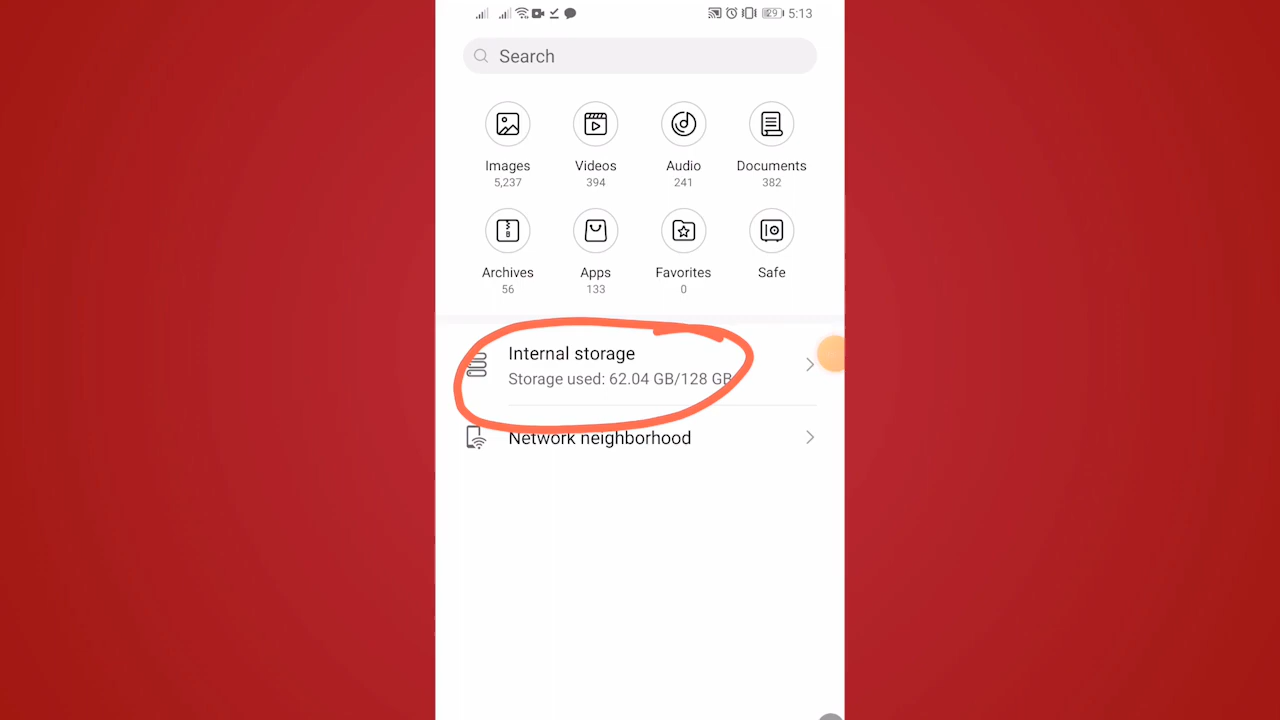 29 5:13
Search
Images Videos Audio Documents
5,237 394 241 382
Archives Apps Favorites Safe
56 133 0
Internal storage
Storage used: 62.04 GB/128 GB
Network neighborhood